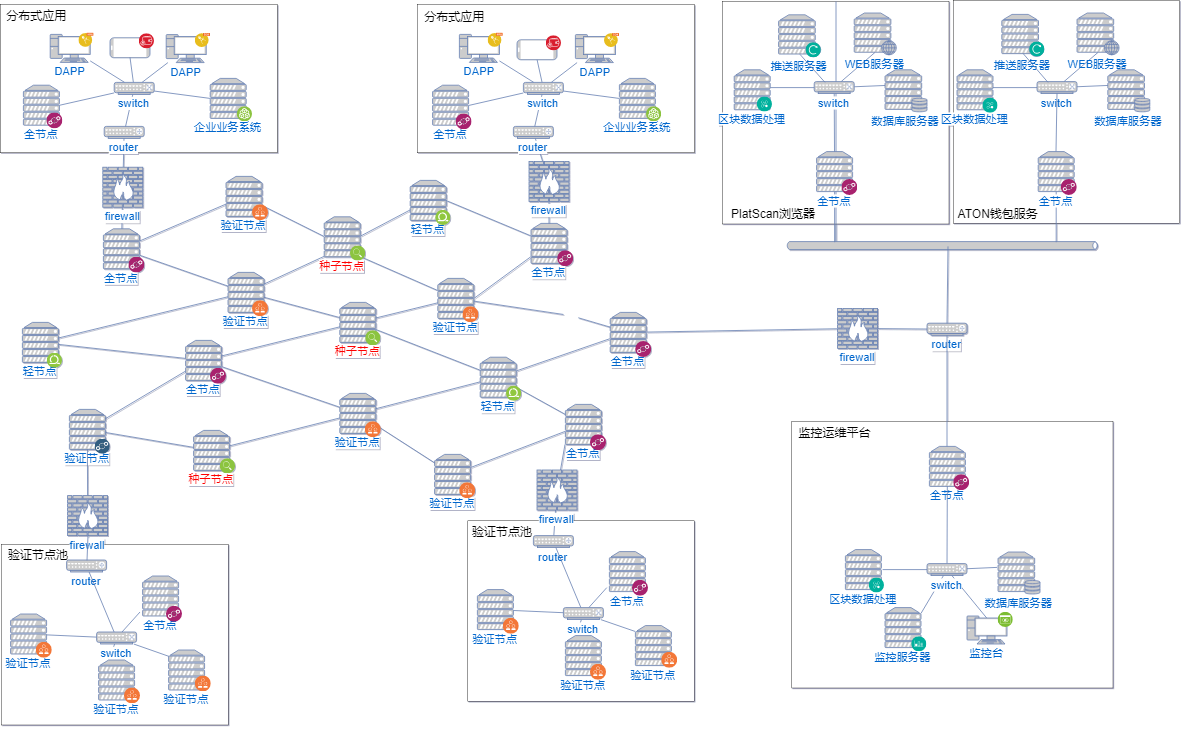 分布式应用
DAPP
DAPP
switch
全节点
企业业务系统
router
firewall
分布式应用
DAPP
DAPP
switch
全节点
企业业务系统
router
firewall
推送服务器
WEB服务器
switch
区块数据处理
数据库服务器
全节点
PlatScan浏览器
推送服务器
WEB服务器
switch
区块数据处理
数据库服务器
全节点
ATON钱包服务
验证节点
轻节点
种子节点
全节点
全节点
验证节点
验证节点
种子节点
全节点
轻节点
全节点
轻节点
验证节点
全节点
验证节点
种子节点
验证节点
firewall
router
firewall
验证节点池
router
全节点
switch
验证节点
验证节点
验证节点
firewall
验证节点池
router
全节点
switch
验证节点
验证节点
验证节点
监控运维平台
全节点
switch
区块数据处理
数据库服务器
监控服务器
监控台